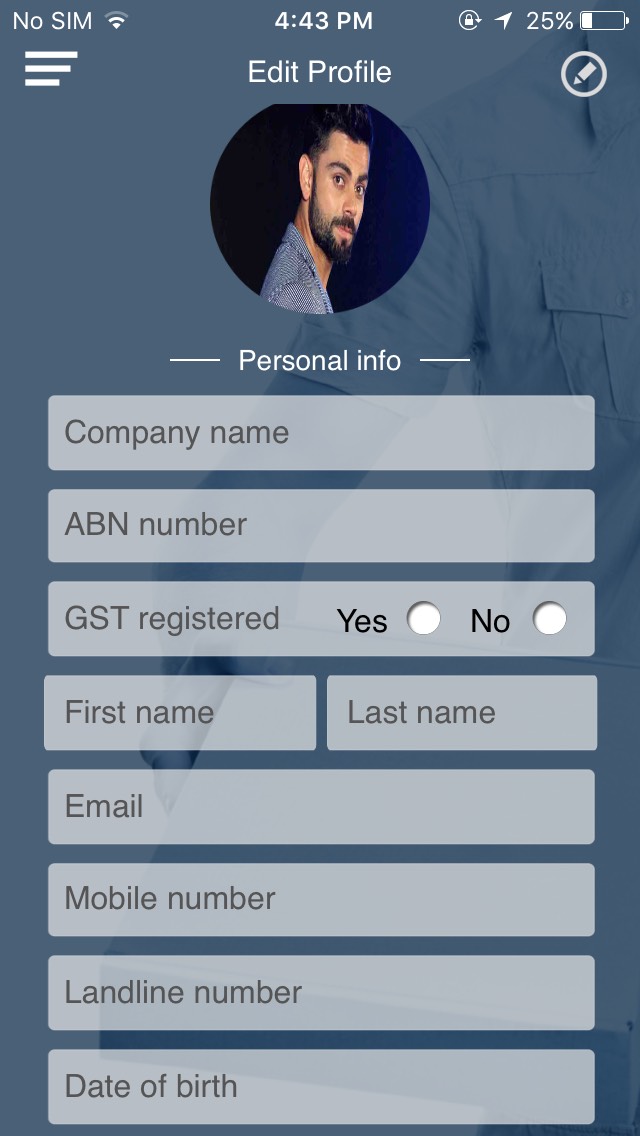 No SIM 4:43 PM 25%
Edit Profile
Personal info
Company name
ABN number
GST registered Yes No
First name Last name
Email
Mobile number
Landline number
Date of birth